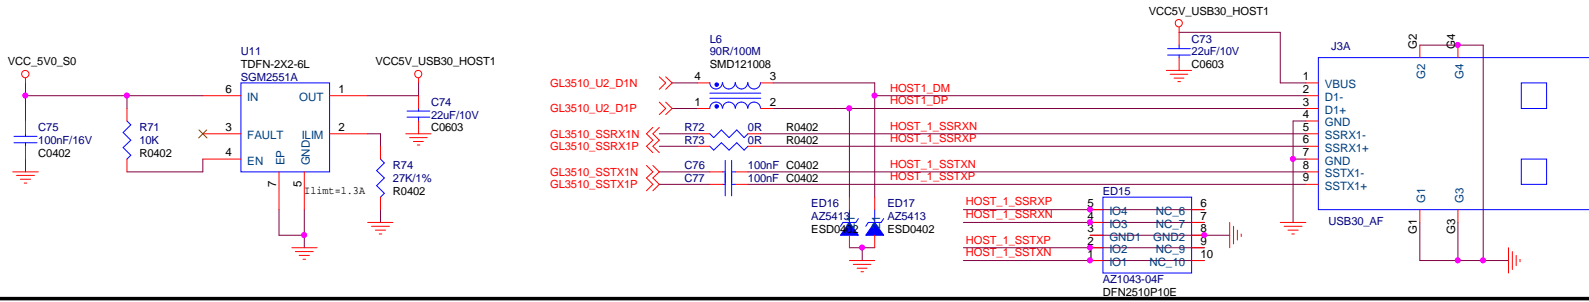 VCC_5V0_S0
C75
100nF/16V
C0402
R71
10K
R0402
U11
TDFN-2X2-6L
SGM2551A
6 IN OUT 1
3 FAULT ILIM 2
4 EN
EP
GND
7
5
Ilimt=1.3A
VCC5V_USB30_HOST1
C74
22uF/10V
C0603
R74
27K/1%
R0402
L6
90R/100M
SMD121008
GL3510_U2_D1N 4 3
GL3510_U2_D1P 1 2
HOST1_DM
HOST1_DP
GL3510_SSRX1N R72 0R R0402 HOST_1_SSRXN
GL3510_SSRX1P R73 0R R0402 HOST_1_SSRXP
GL3510_SSTX1N C76 100nF C0402 HOST_1_SSTXN
GL3510_SSTX1P C77 100nF C0402 HOST_1_SSTXP
ED16
AZ5413
ESD0402
ED17
AZ5413
ESD0402
ED15
HOST_1_SSRXP 5 IO4 NC_6 6
HOST_1_SSRXN 4 IO3 NC_7 7
3 GND1 GND2 8
HOST_1_SSTXP 2 IO2 NC_9 9
HOST_1_SSTXN 1 IO1 NC_10 10
AZ1043-04F
DFN2510P10E
VCC5V_USB30_HOST1
C73
22uF/10V
C0603
J3A
G2
G4
G2
G4
1 VBUS
2 D1-
3 D1+
4 GND
5 SSRX1-
6 SSRX1+
7 GND
8 SSTX1-
9 SSTX1+
G1
G3
G1
G3
USB30_AF